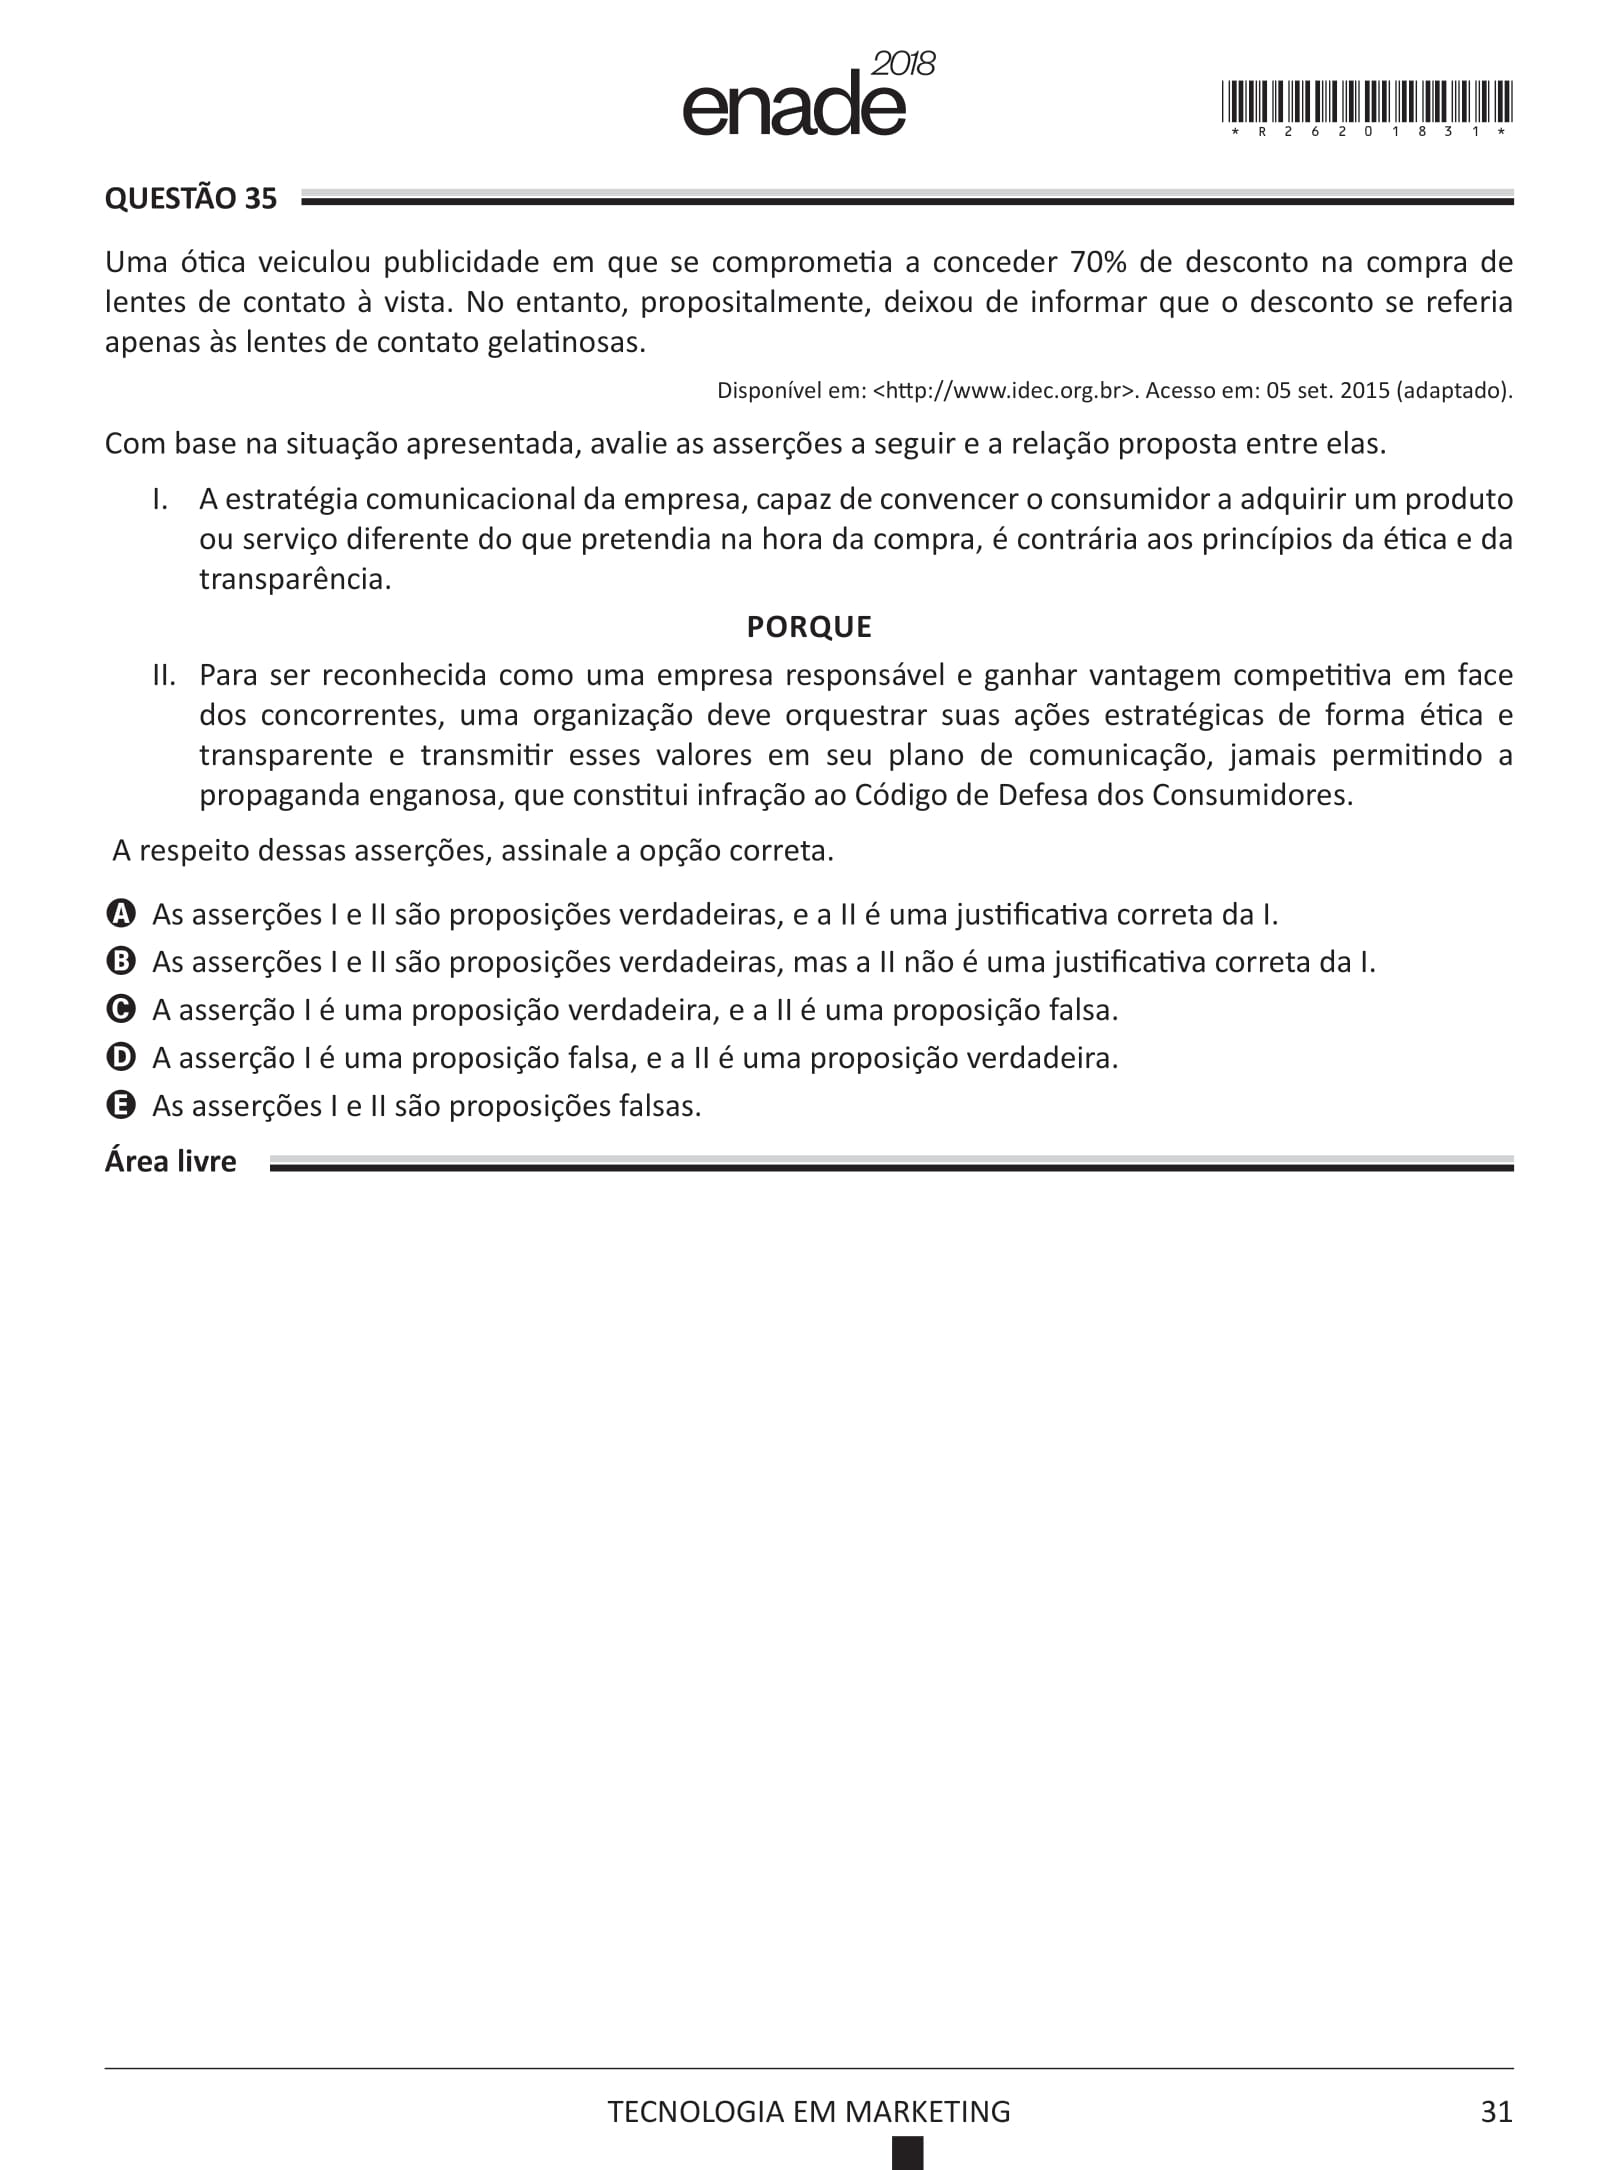 enade 2018
* R 2 6 2 0 1 8 3 1 *
QUESTÃO 35
Uma ótica veiculou publicidade em que se comprometia a conceder 70% de desconto na compra de
lentes de contato à vista. No entanto, propositalmente, deixou de informar que o desconto se referia
apenas às lentes de contato gelatinosas.
Disponível em: <http://www.idec.org.br>. Acesso em: 05 set. 2015 (adaptado).
Com base na situação apresentada, avalie as asserções a seguir e a relação proposta entre elas.
I. A estratégia comunicacional da empresa, capaz de convencer o consumidor a adquirir um produto
ou serviço diferente do que pretendia na hora da compra, é contrária aos princípios da ética e da
transparência.
PORQUE
II. Para ser reconhecida como uma empresa responsável e ganhar vantagem competitiva em face
dos concorrentes, uma organização deve orquestrar suas ações estratégicas de forma ética e
transparente e transmitir esses valores em seu plano de comunicação, jamais permitindo a
propaganda enganosa, que constitui infração ao Código de Defesa dos Consumidores.
A respeito dessas asserções, assinale a opção correta.
A As asserções I e II são proposições verdadeiras, e a II é uma justificativa correta da I.
B As asserções I e II são proposições verdadeiras, mas a II não é uma justificativa correta da I.
C A asserção I é uma proposição verdadeira, e a II é uma proposição falsa.
D A asserção I é uma proposição falsa, e a II é uma proposição verdadeira.
E As asserções I e II são proposições falsas.
Área livre
TECNOLOGIA EM MARKETING
31